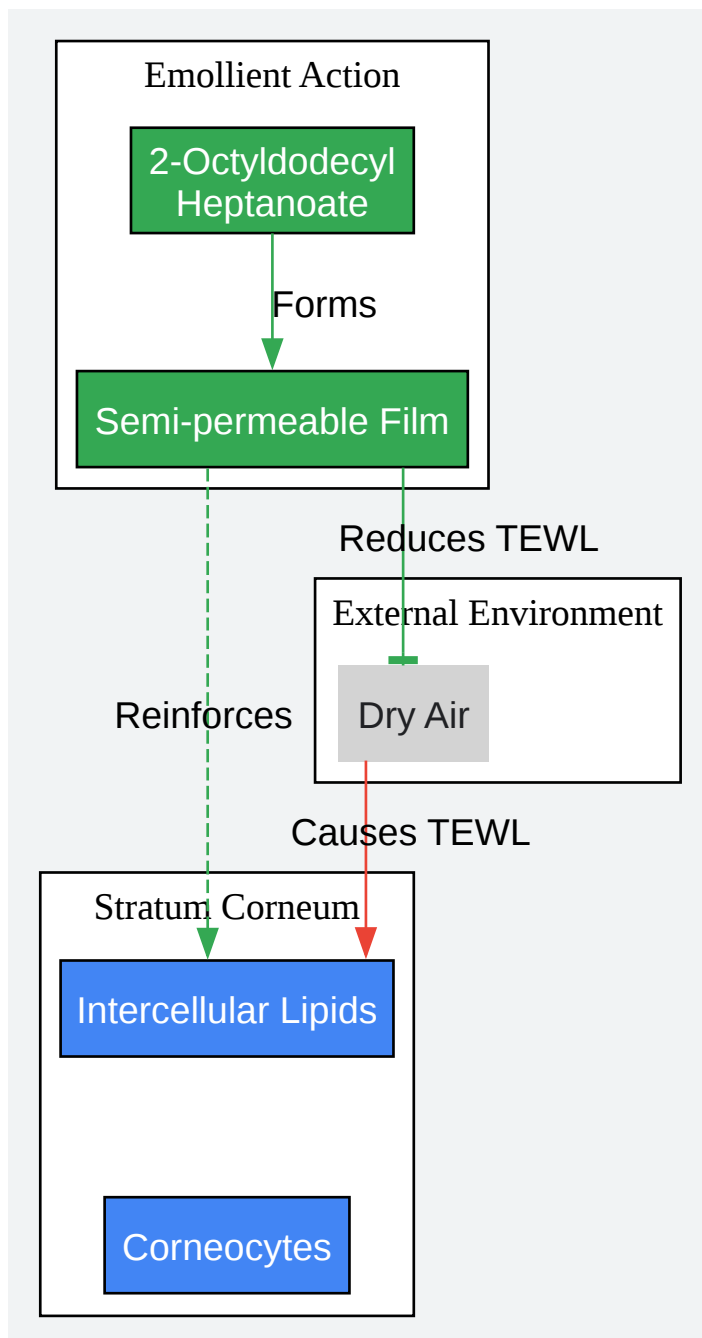 Emollient Action
2-Octyldodecyl
Heptanoate
Forms
Semi-permeable Film
Reduces TEWL
External Environment
Reinforces
Dry Air
Causes TEWL
Stratum Corneum
Intercellular Lipids
Corneocytes